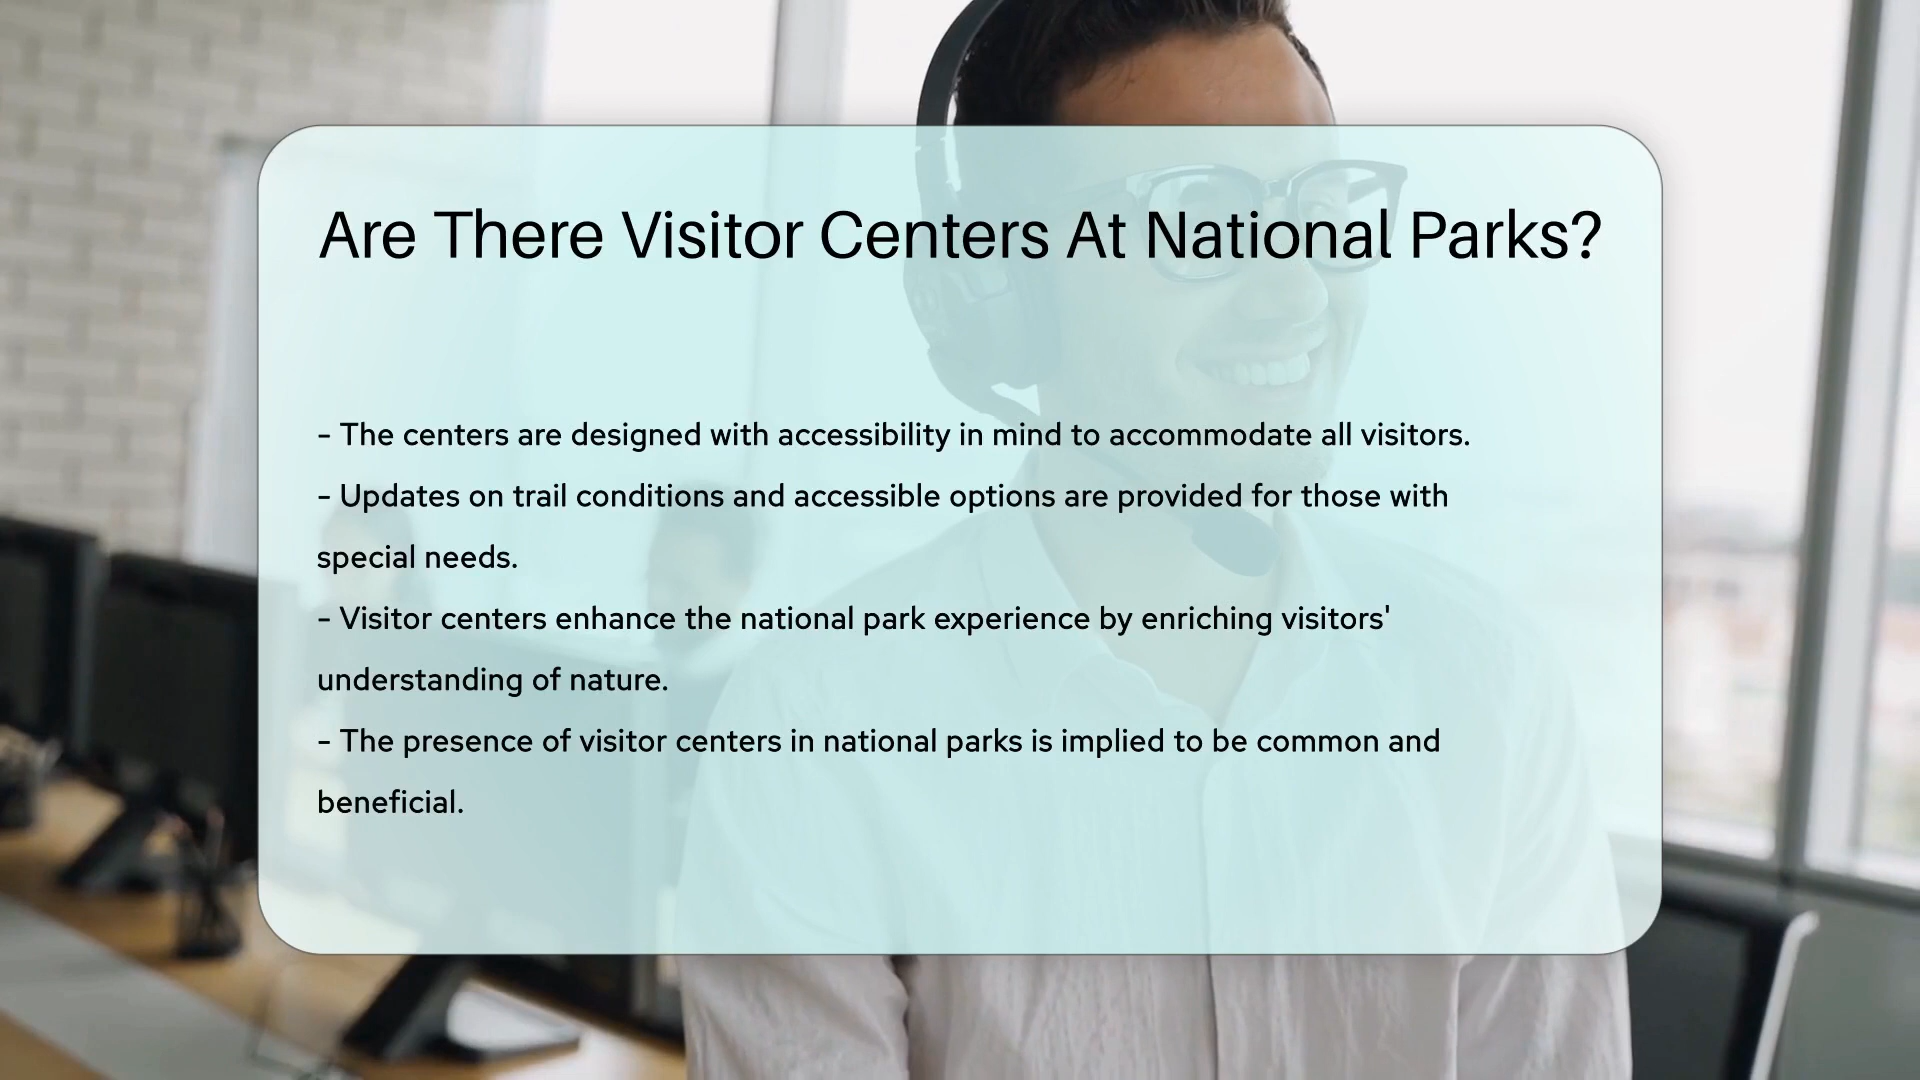 Are There Visitor Centers At National Parks?
- The centers are designed with accessibility in mind to accommodate all visitors.
- Updates on trail conditions and accessible options are provided for those with
special needs.
- Visitor centers enhance the national park experience by enriching visitors'
understanding of nature.
- The presence of visitor centers in national parks is implied to be common and
beneficial.